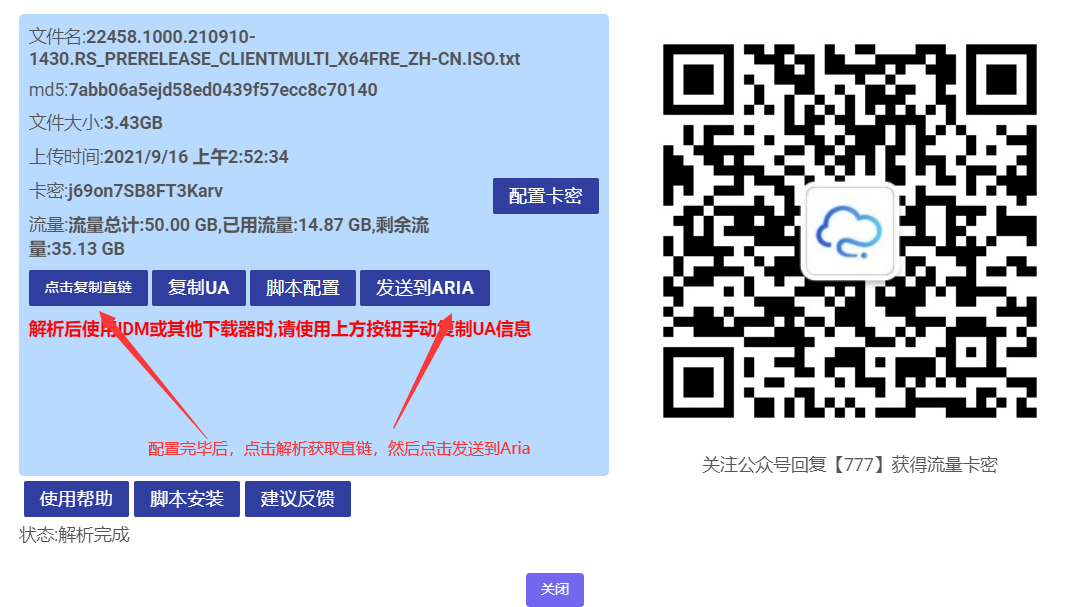 文件名:22458.1000.210910-
1430.RS_PRERELEASE_CLIENTMULTI_X64FRE_ZH-CN.ISO.txt
md5:7abb06a5ejd58ed0439f57ecc8c70140
文件大小:3.43GB
上传时间:2021/9/16 上午2:52:34
卡密:j69on7SB8FT3Karv
配置卡密
流量:流量总计:50.00 GB,已用流量:14.87 GB,剩余流
量:35.13 GB
点击复制直链 复制UA 脚本配置 发送到ARIA
解析后使用IDM或其他下载器时,请使用上方按钮手动复制UA信息
配置完毕后，点击解析获取直链，然后点击发送到Aria
使用帮助 脚本安装 建议反馈
状态:解析完成
关注公众号回复【777】获得流量卡密
关闭